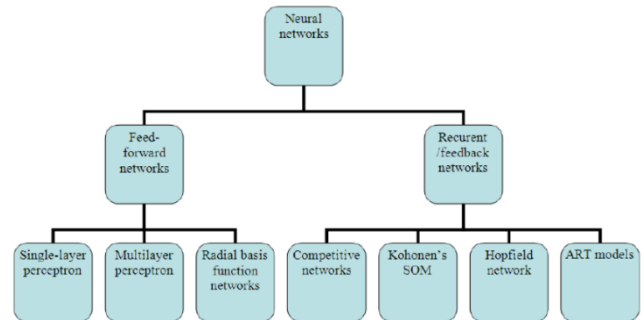 Neural
networks
Feed-
forward
networks
Recurent
/feedback
networks
Single-layer
perceptron
Multilayer
perceptron
Radial basis
function
networks
Competitive
networks
Kohonen's
SOM
Hopfield
network
ART models